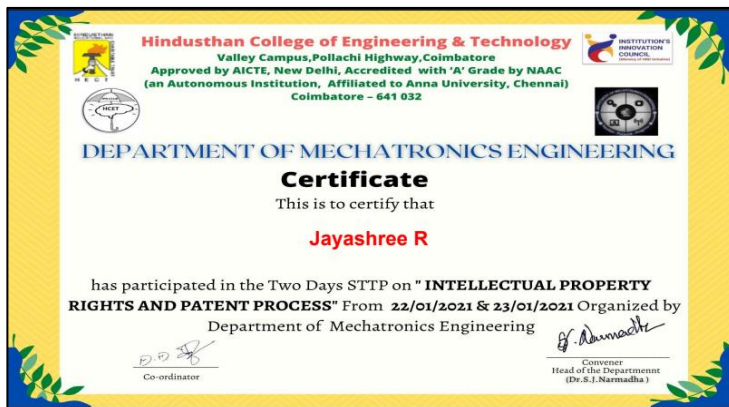 HINDUSTHAN
Hindusthan College of Engineering & Technology
Valley Campus,Pollachi Highway,Coimbatore
Approved by AICTE, New Delhi, Accredited with 'A' Grade by NAAC
(an Autonomous Institution, Affiliated to Anna University, Chennai)
Coimbatore – 641 032
HECT
HCET
INSTITUTION'S
INNOVATION
COUNCIL
DEPARTMENT OF MECHATRONICS ENGINEERING
Certificate
This is to certify that
Jayashree R
has participated in the Two Days STTP on " INTELLECTUAL PROPERTY
RIGHTS AND PATENT PROCESS" From 22/01/2021 & 23/01/2021 Organized by
Department of Mechatronics Engineering
Co-ordinator
Convener
Head of the Departmennt
(Dr.S.J.Narmadha )